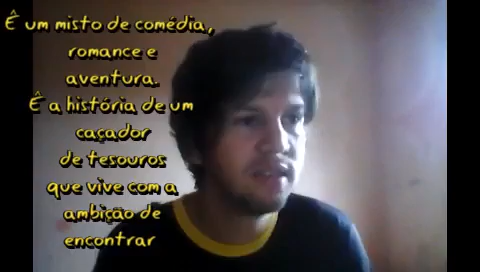 É um misto de comédia,
romance e
aventura.
É a história de um
caçador
de tesouros
que vive com a
ambição de
encontrar